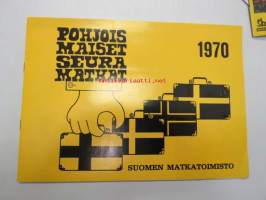 POHJOIS
MAISET
SEURA
MATKAT
1970
SUOMEN MATKATOIMISTO